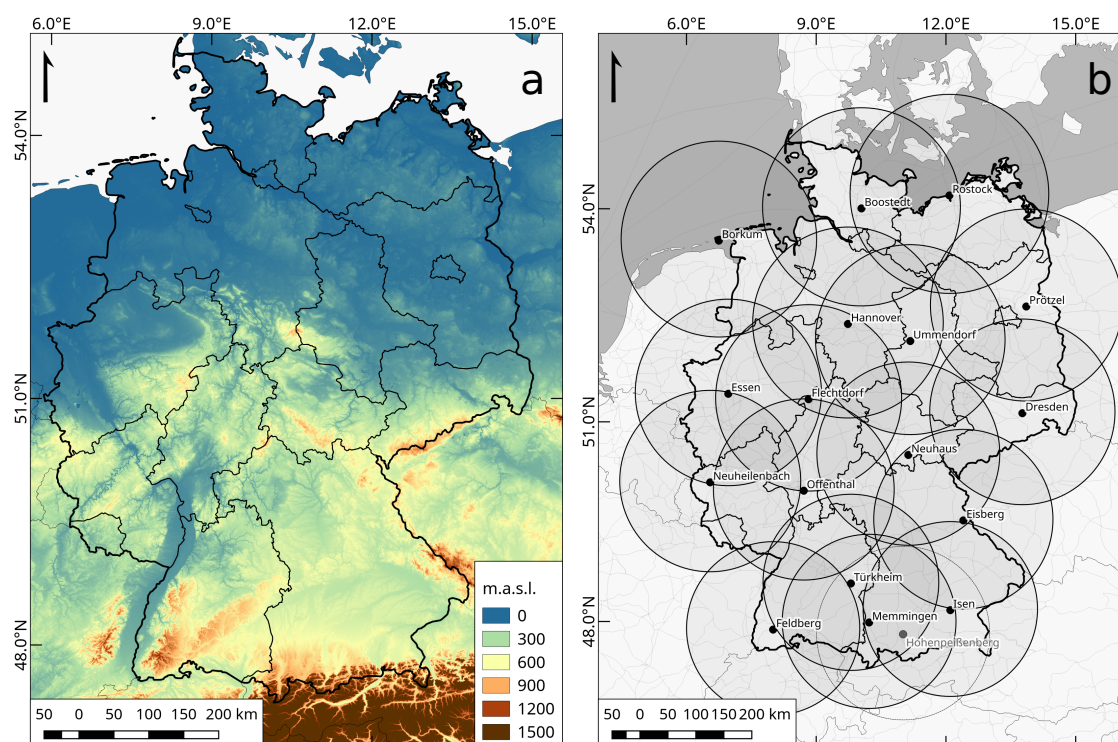 6.0°E 9.0°E 12.0°E 15.0°E
a
54.0°N
51.0°N
48.0°N
m.a.s.l.
0
300
600
900
1200
1500
50 0 50 100 150 200 km
6.0°E 9.0°E 12.0°E 15.0°E
b
54.0°N
51.0°N
48.0°N
Rostock
Boostedt
Borkum
Prötzel
Hannover
Ummendorf
Essen
Flechtdorf
Dresden
Neuhaus
Neuheilenbach
Offenthal
Eisberg
Türkheim
Isen
Memmingen
Feldberg
Hohenpeißenberg
50 0 50 100 150 200 km